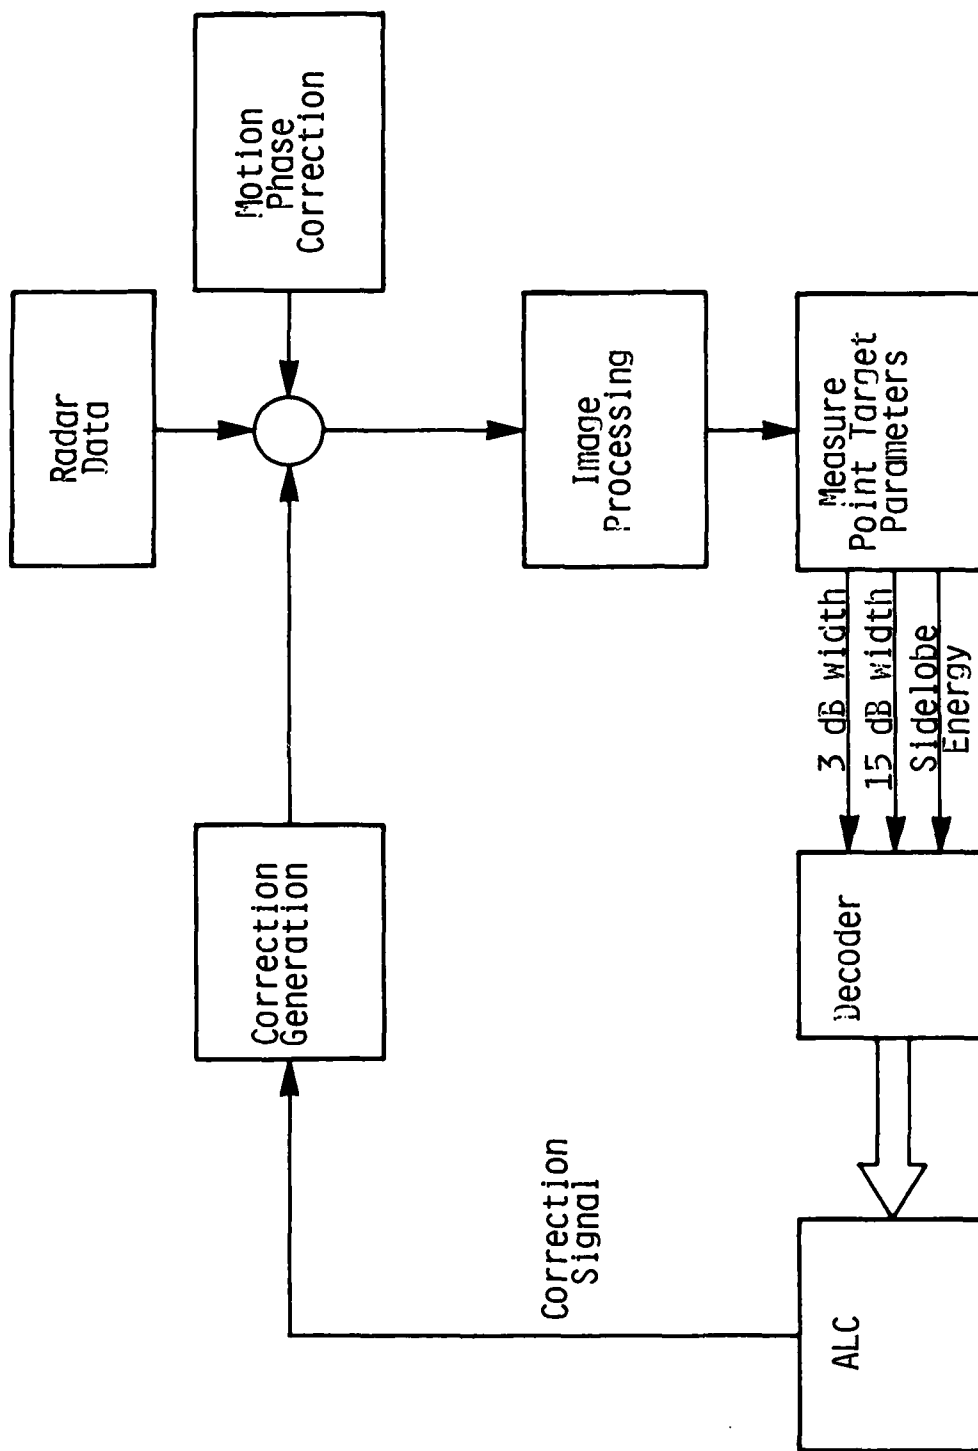 Radar
Data
Motion
Phase
Correction
Correction
Generation
Image
Processing
Measure
Point Target
Parameters
3 dB width
15 dB width
Sidelobe
Energy
Decoder
ALC
Correction
Signal